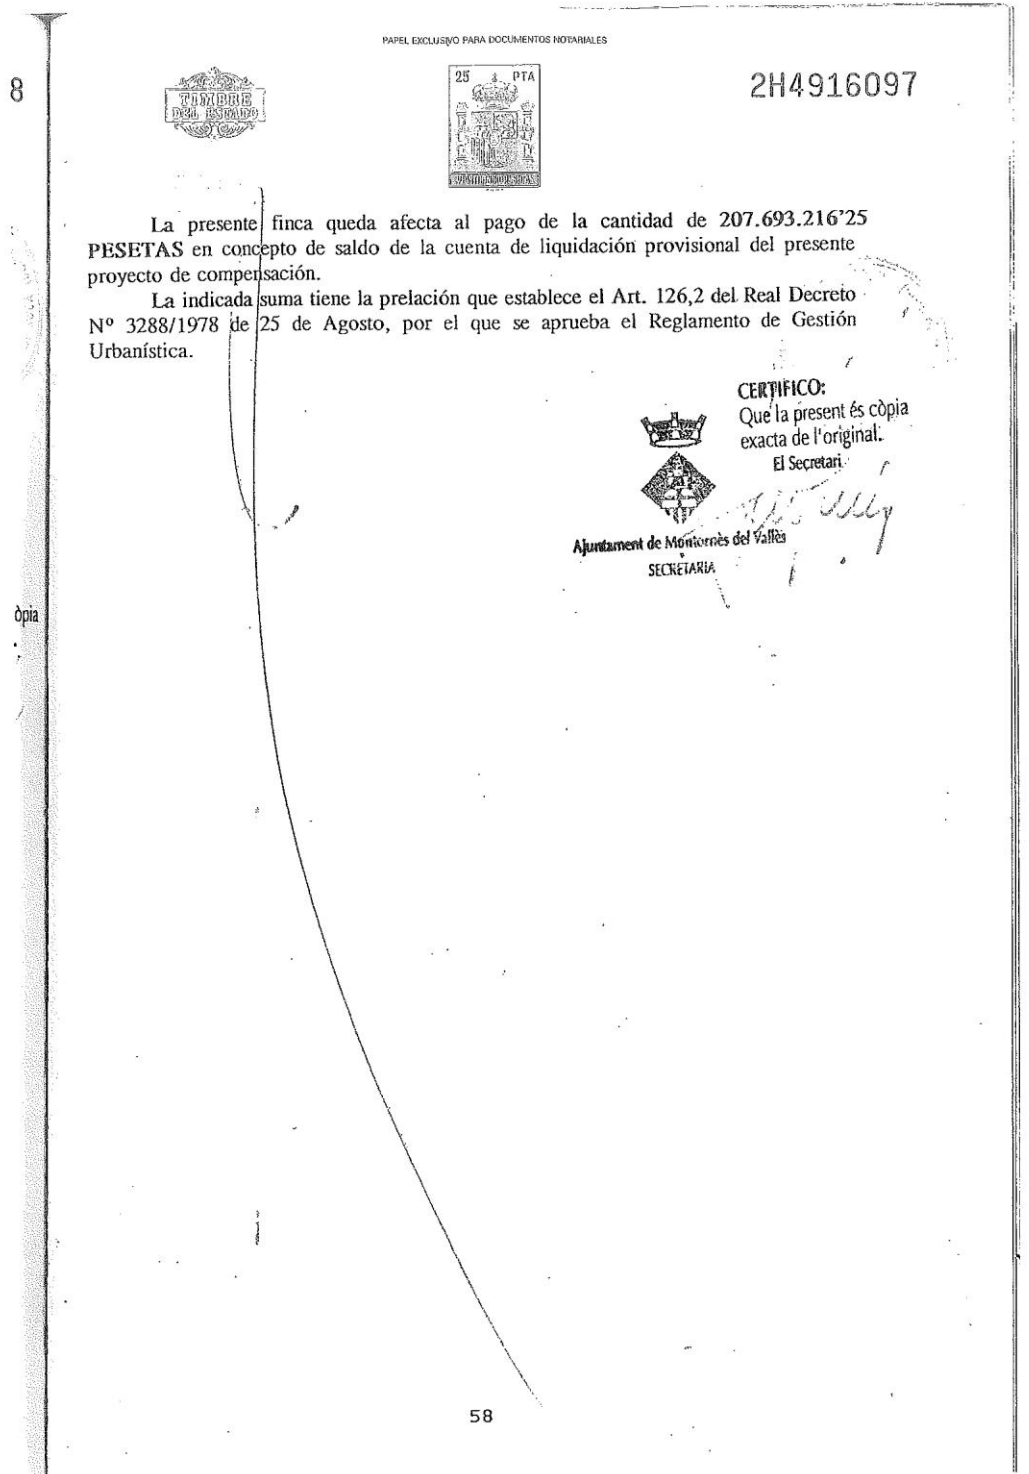 PAPEL EXCLUSIVO PARA DOCUMENTOS NOTARIALES
8
TIMBRE
DEL ESTADO
25 PTA
2H4916097
La presente finca queda afecta al pago de la cantidad de 207.693.216'25
PESETAS en concepto de saldo de la cuenta de liquidación provisional del presente
proyecto de compensación.
La indicada suma tiene la prelación que establece el Art. 126,2 del Real Decreto
Nº 3288/1978 de 25 de Agosto, por el que se aprueba el Reglamento de Gestión
Urbanística.
CERTIFICO:
Que la present és còpia
exacta de l'original.
El Secretari
Ajuntament de Montornès del Vallès
SECRETARIA
òpia
58